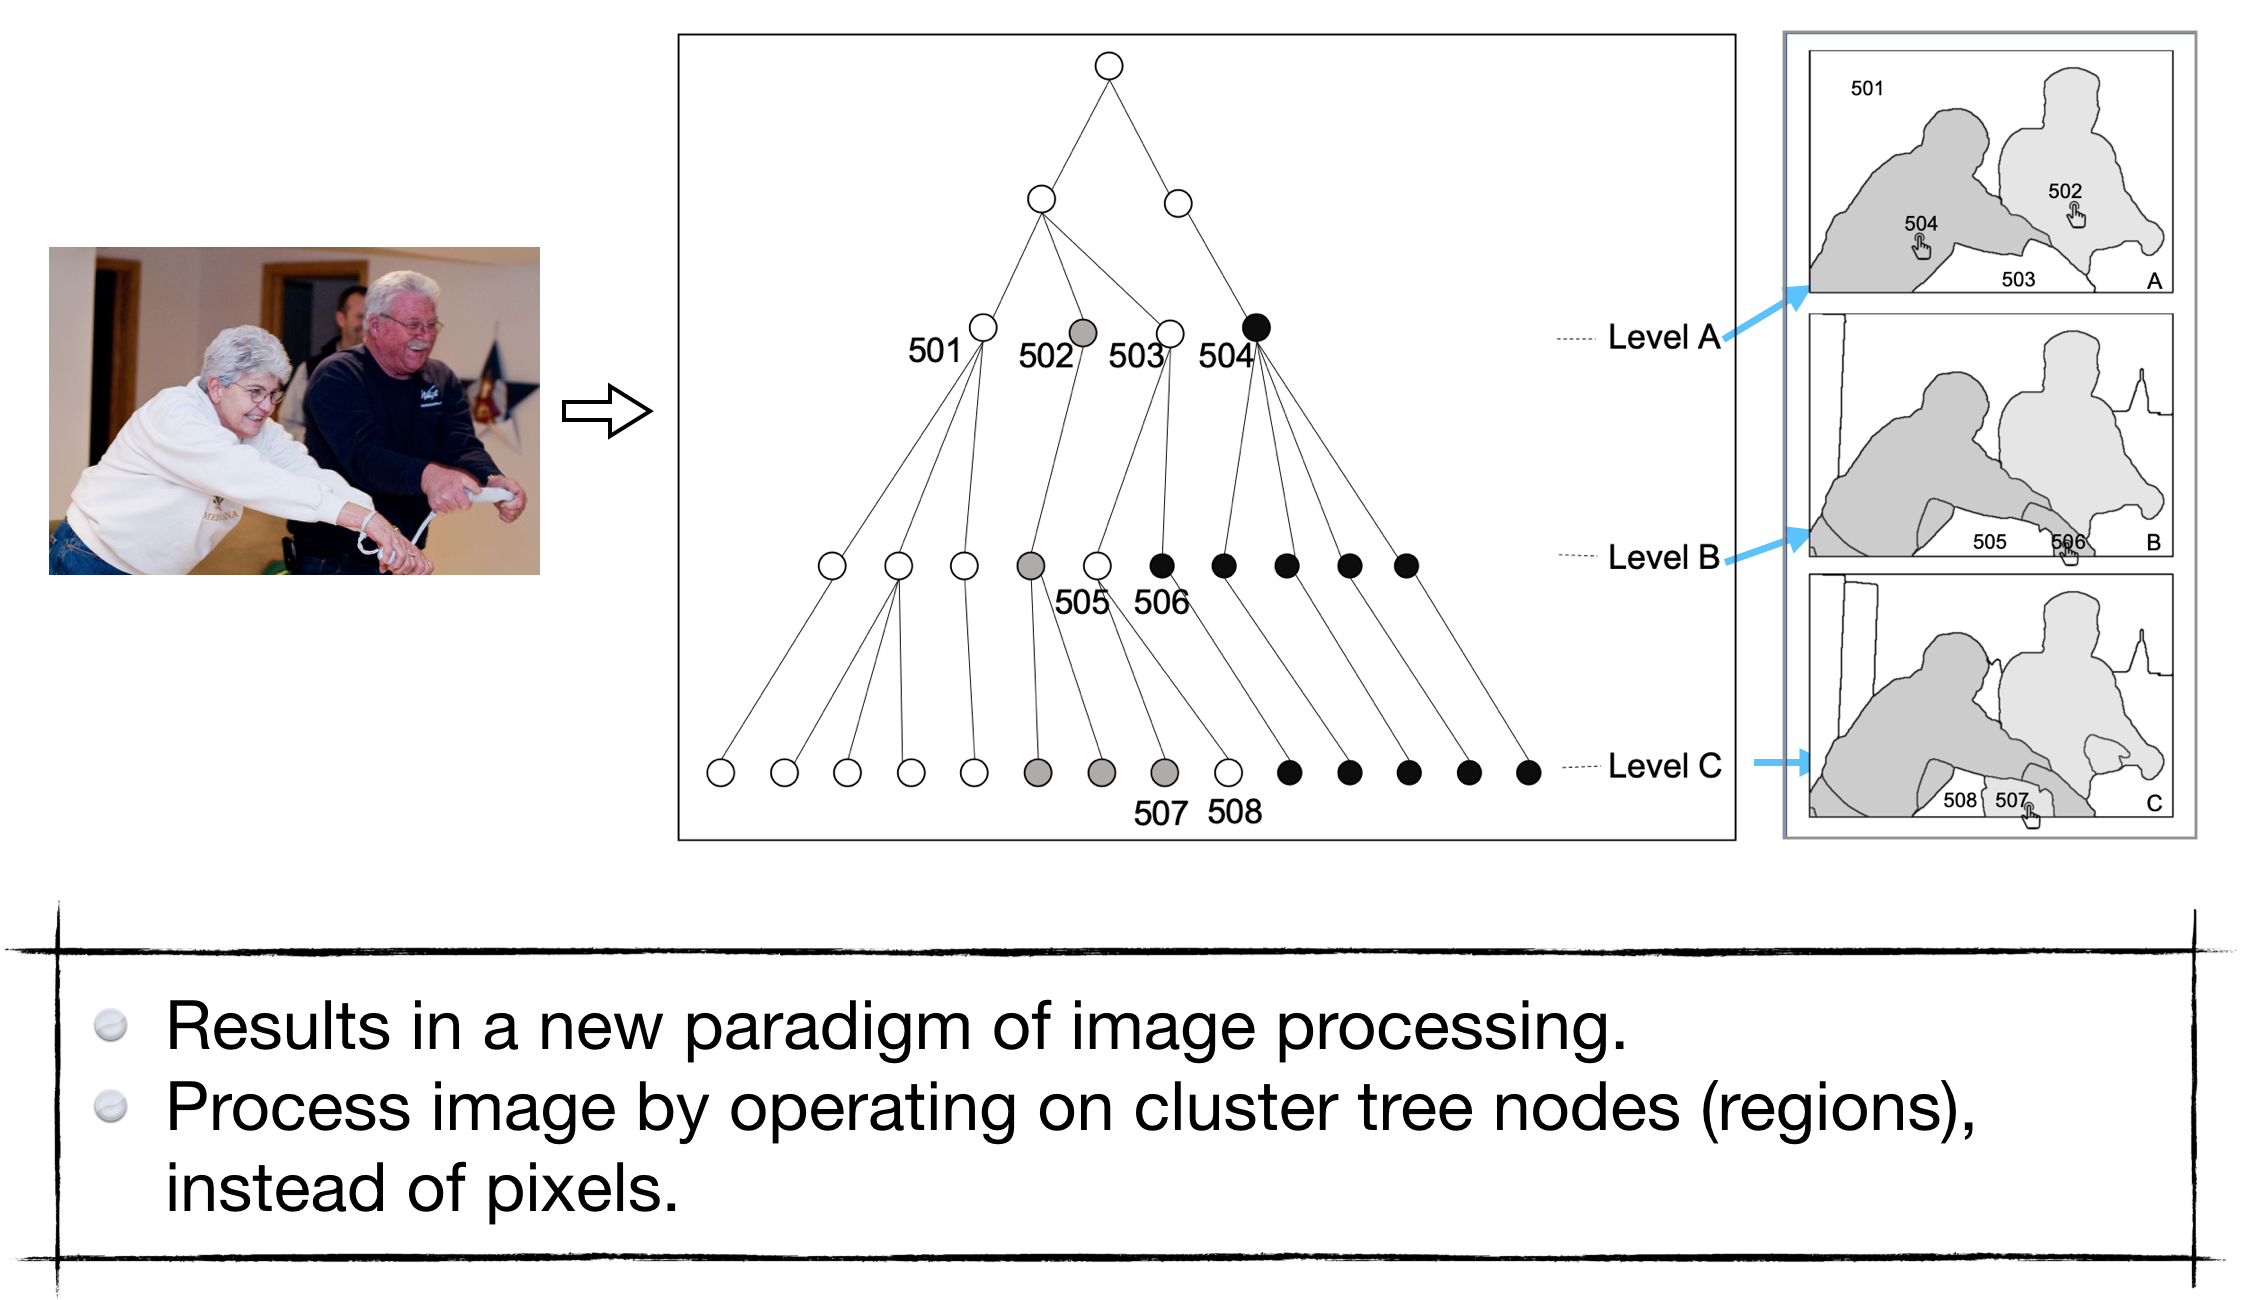 501
502
503
504
Level A
505
506
Level B
507
508
Level C
501
502
504
503
A
505
506
B
508
507
C
Results in a new paradigm of image processing.
Process image by operating on cluster tree nodes (regions),
instead of pixels.